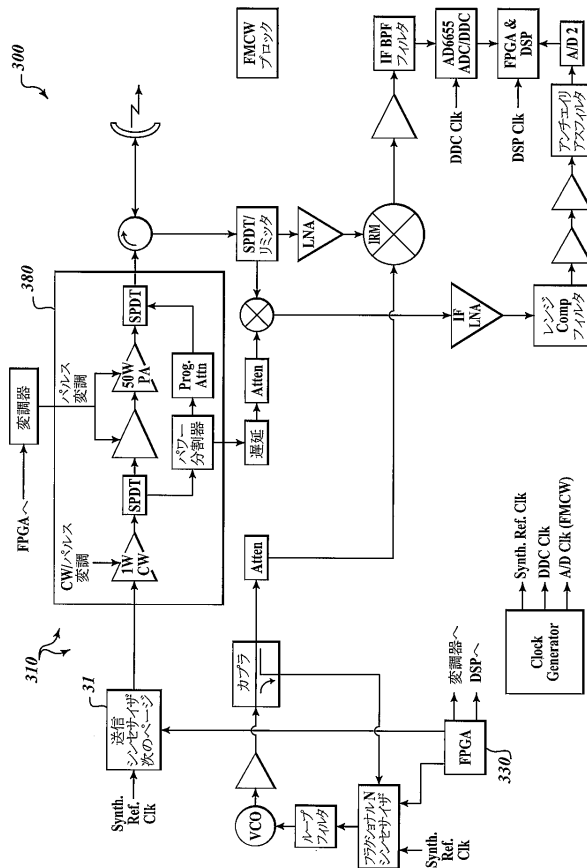 300
310
380
FPGAへ
変調器
パルス
変調
CW/パルス
変調
1W
CW
SPDT
50W
PA
SPDT
パワー
分割器
Prog.
Attn
31
送信
シンセサイザ
次のページ
Synth.
Ref.
Clk
遅延
Atten
SPDT/
リミッタ
LNA
IRM
FMCW
ブロック
IF BPF
フィルタ
AD6655
ADC/DDC
DDC Clk
FPGA &
DSP
DSP Clk
A/D 2
アンチエイリ
アスフィルタ
レンジ
Comp
フィルタ
IF
LNA
Atten
カプラ
VCO
ループ
フィルタ
フラクショナル N
シンセサイザ
Synth. Ref.
Clk
FPGA
330
変調器へ
DSPへ
Clock
Generator
Synth. Ref. Clk
DDC Clk
A/D Clk (FMCW)